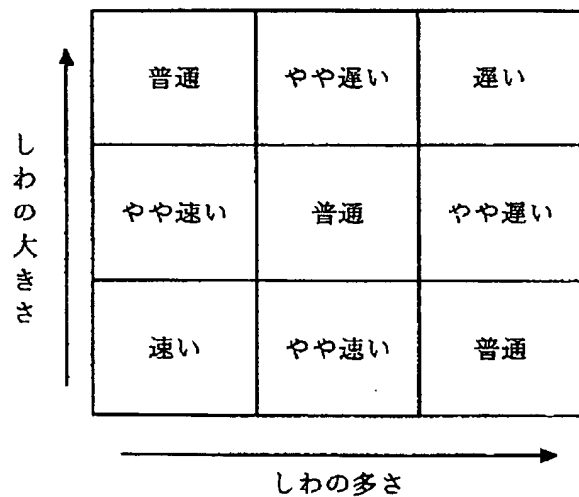 普通 やや遅い 遅い
やや速い 普通 やや遅い
速い やや速い 普通
しわの大きさ
しわの多さ